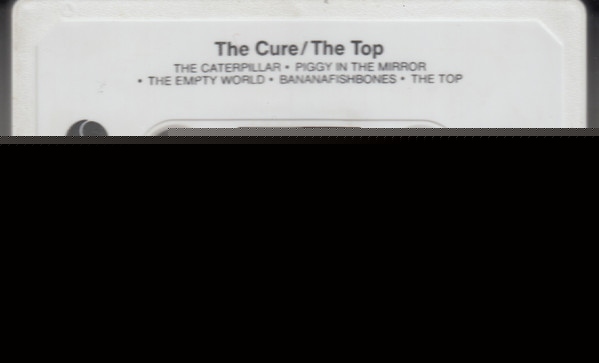 The Cure/The Top
THE CATERPILLAR • PIGGY IN THE MIRROR
• THE EMPTY WORLD • BANANAFISHBONES • THE TOP